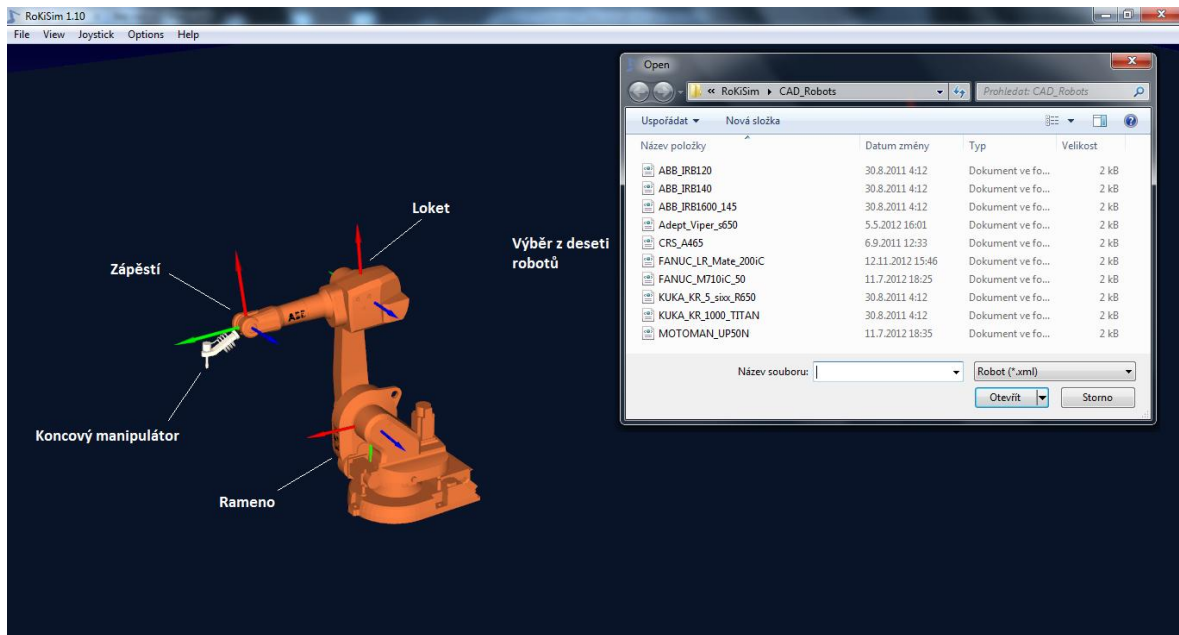 RoKiSim 1.10
File View Joystick Options Help
Open
« RoKiSim ▸ CAD_Robots
Prohledat: CAD_Robots
Uspořádat
Nová složka
Název položky Datum změny Typ Velikost
ABB_IRB120 30.8.2011 4:12 Dokument ve fo... 2 kB
ABB_IRB140 30.8.2011 4:12 Dokument ve fo... 2 kB
ABB_IRB1600_145 30.8.2011 4:12 Dokument ve fo... 2 kB
Adept_Viper_s650 5.5.2012 16:01 Dokument ve fo... 2 kB
CRS_A465 6.9.2011 12:33 Dokument ve fo... 2 kB
FANUC_LR_Mate_200iC 12.11.2012 15:46 Dokument ve fo... 2 kB
FANUC_M710iC_50 11.7.2012 18:25 Dokument ve fo... 2 kB
KUKA_KR_5_sixx_R650 30.8.2011 4:12 Dokument ve fo... 2 kB
KUKA_KR_1000_TITAN 30.8.2011 4:12 Dokument ve fo... 2 kB
MOTOMAN_UP50N 11.7.2012 18:35 Dokument ve fo... 2 kB
Název souboru:
Robot (*.xml)
Otevřít
Storno
Loket
Výběr z deseti
robotů
Zápěstí
ABB
Koncový manipulátor
Rameno